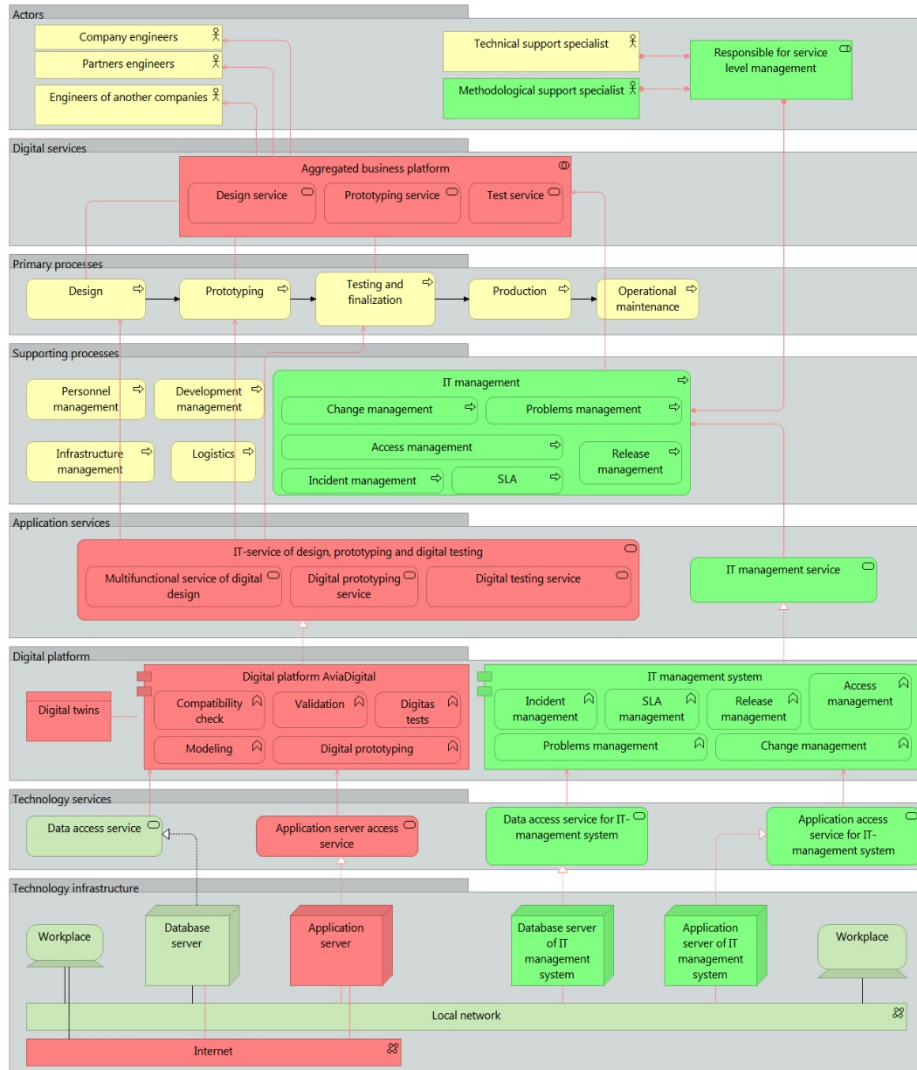 Actors
Company engineers
Partners engineers
Engineers of another companies
Technical support specialist
Methodological support specialist
Responsible for service
level management
Digital services
Aggregated business platform
Design service
Prototyping service
Test service
Primary processes
Design
Prototyping
Testing and
finalization
Production
Operational
maintenance
Supporting processes
Personnel
management
Development
management
Infrastructure
management
Logistics
IT management
Change management
Problems management
Access management
Incident management
SLA
Release
management
Application services
IT-service of design, prototyping and digital testing
Multifunctional service of digital
design
Digital prototyping
service
Digital testing service
IT management service
Digital platform
Digital twins
Digital platform AviaDigital
Compatibility
check
Validation
Digitas
tests
Modeling
Digital prototyping
IT management system
Incident
management
SLA
management
Release
management
Access
management
Problems management
Change management
Technology services
Data access service
Application server access
service
Data access service for IT-
management system
Application access
service for IT-
management system
Technology infrastructure
Workplace
Database
server
Application
server
Database server
of IT
management
system
Application
server of IT
management
system
Workplace
Local network
Internet